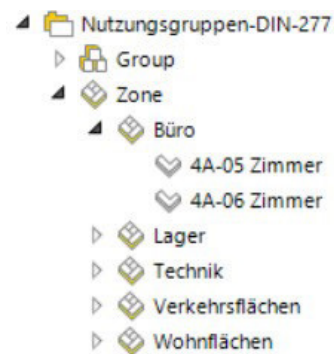 Nutzungsgruppen-DIN-277
Group
Zone
Büro
4A-05 Zimmer
4A-06 Zimmer
Lager
Technik
Verkehrsflächen
Wohnflächen